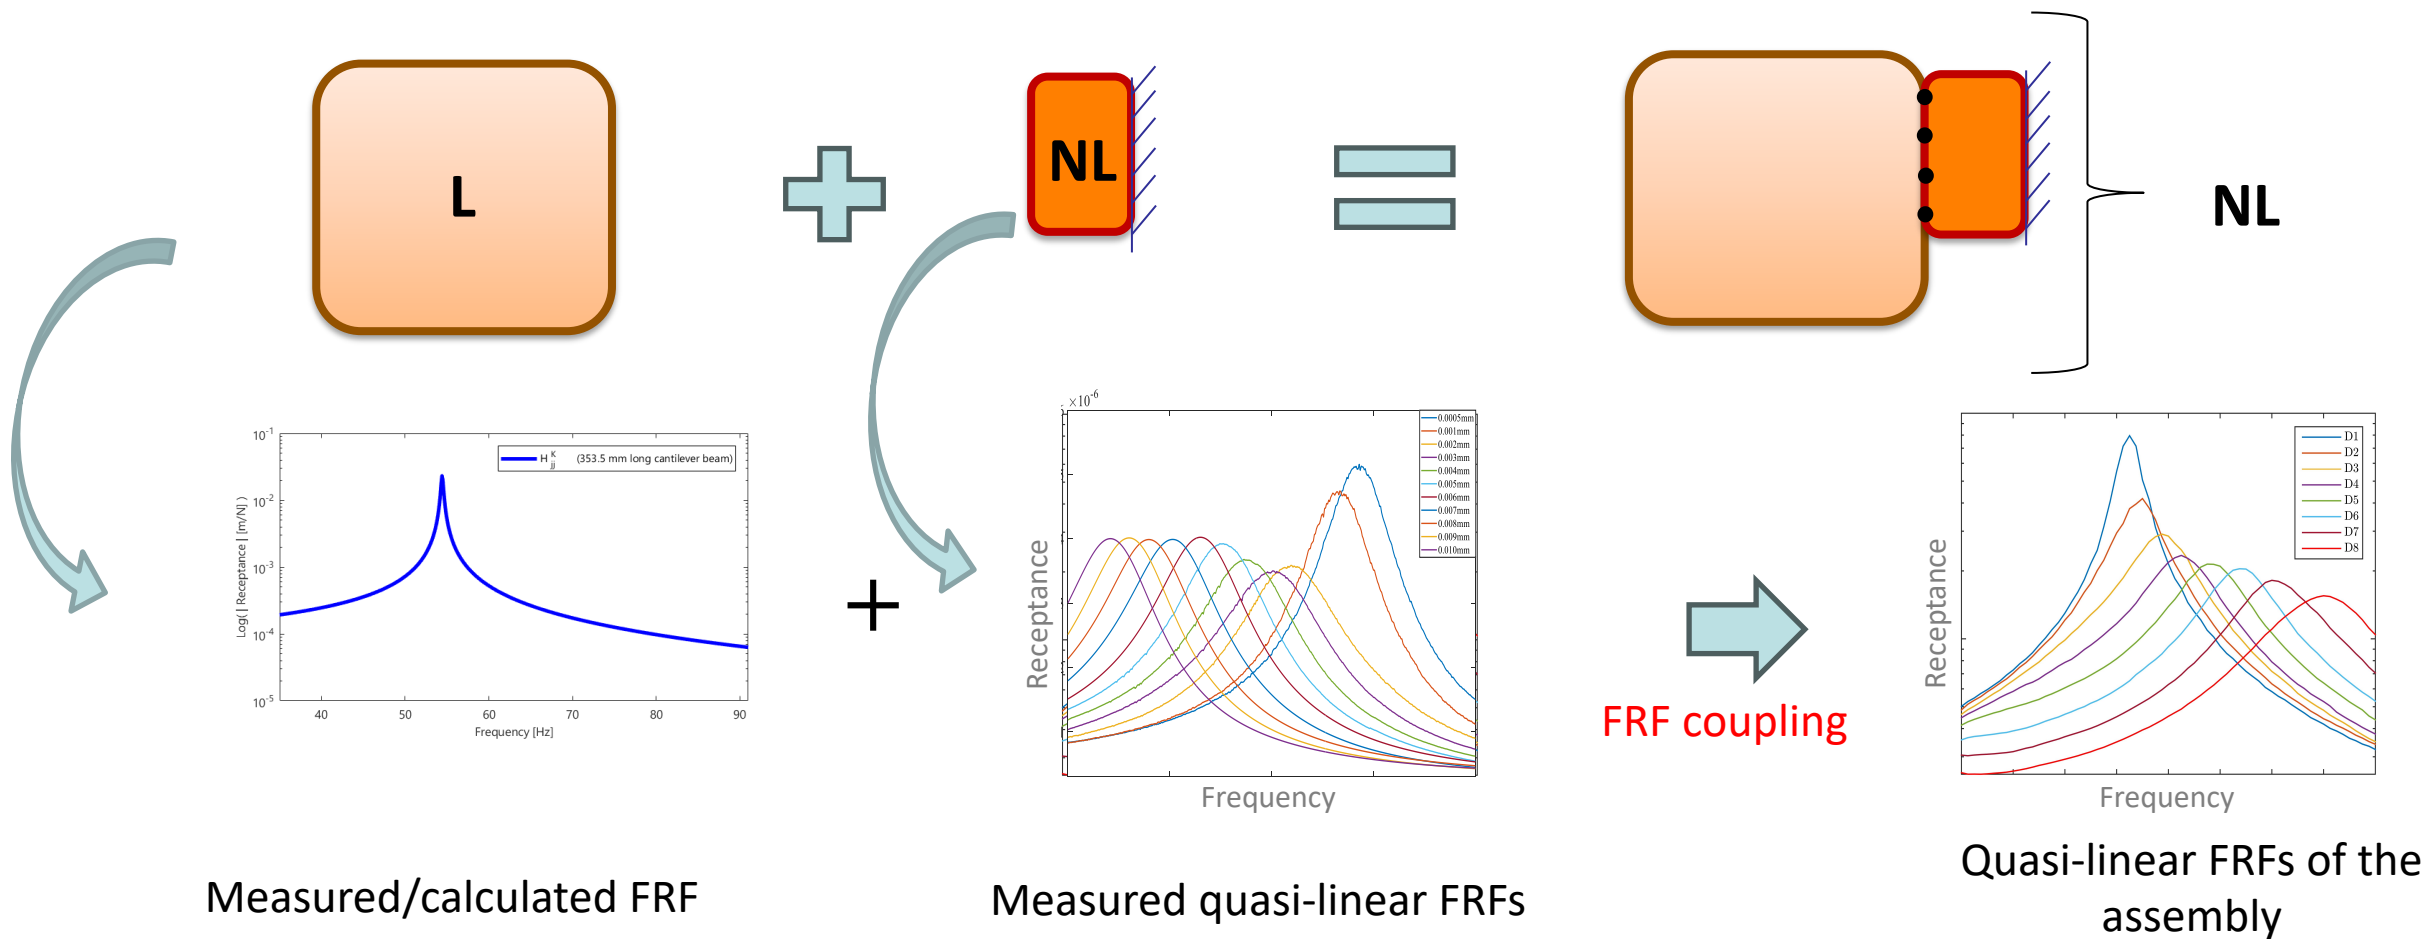 L
NL
NL
10-1
10-2
10-3
10-4
10-5
Log( | Receptance | [m/N] )
H K jj (353.5 mm long cantilever beam)
40 50 60 70 80 90
Frequency [Hz]
+
×10-6
0.0005mm
0.001mm
0.002mm
0.003mm
0.004mm
0.005mm
0.006mm
0.007mm
0.008mm
0.009mm
0.010mm
Receptance
Frequency
FRF coupling
D1
D2
D3
D4
D5
D6
D7
D8
Receptance
Frequency
Measured/calculated FRF
Measured quasi-linear FRFs
Quasi-linear FRFs of the
assembly